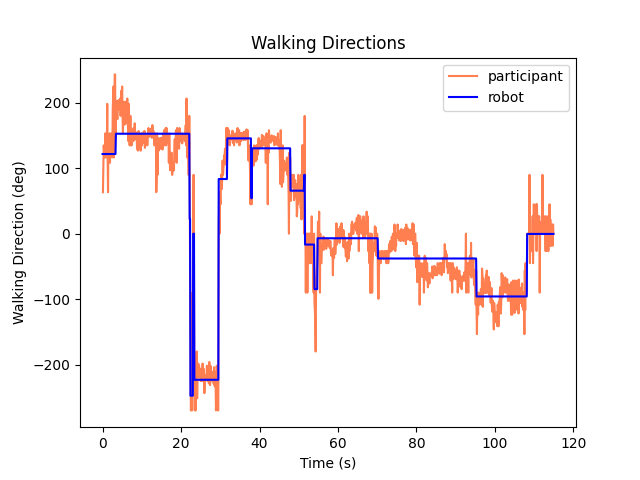 Walking Directions
participant
robot
Walking Direction (deg)
200
100
0
−100
−200
0 20 40 60 80 100 120
Time (s)